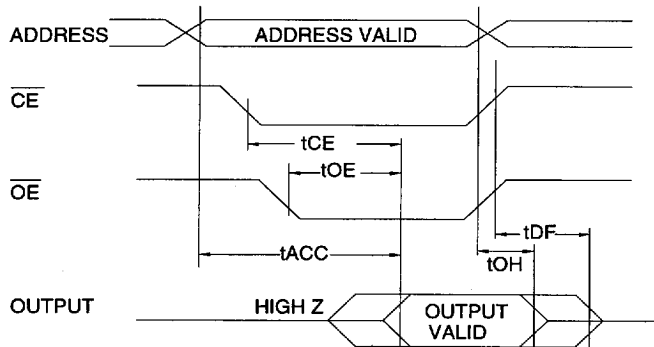 ADDRESS
ADDRESS VALID
CE
tCE
tOE
OE
tDF
tACC
tOH
OUTPUT
HIGH Z
OUTPUT
VALID